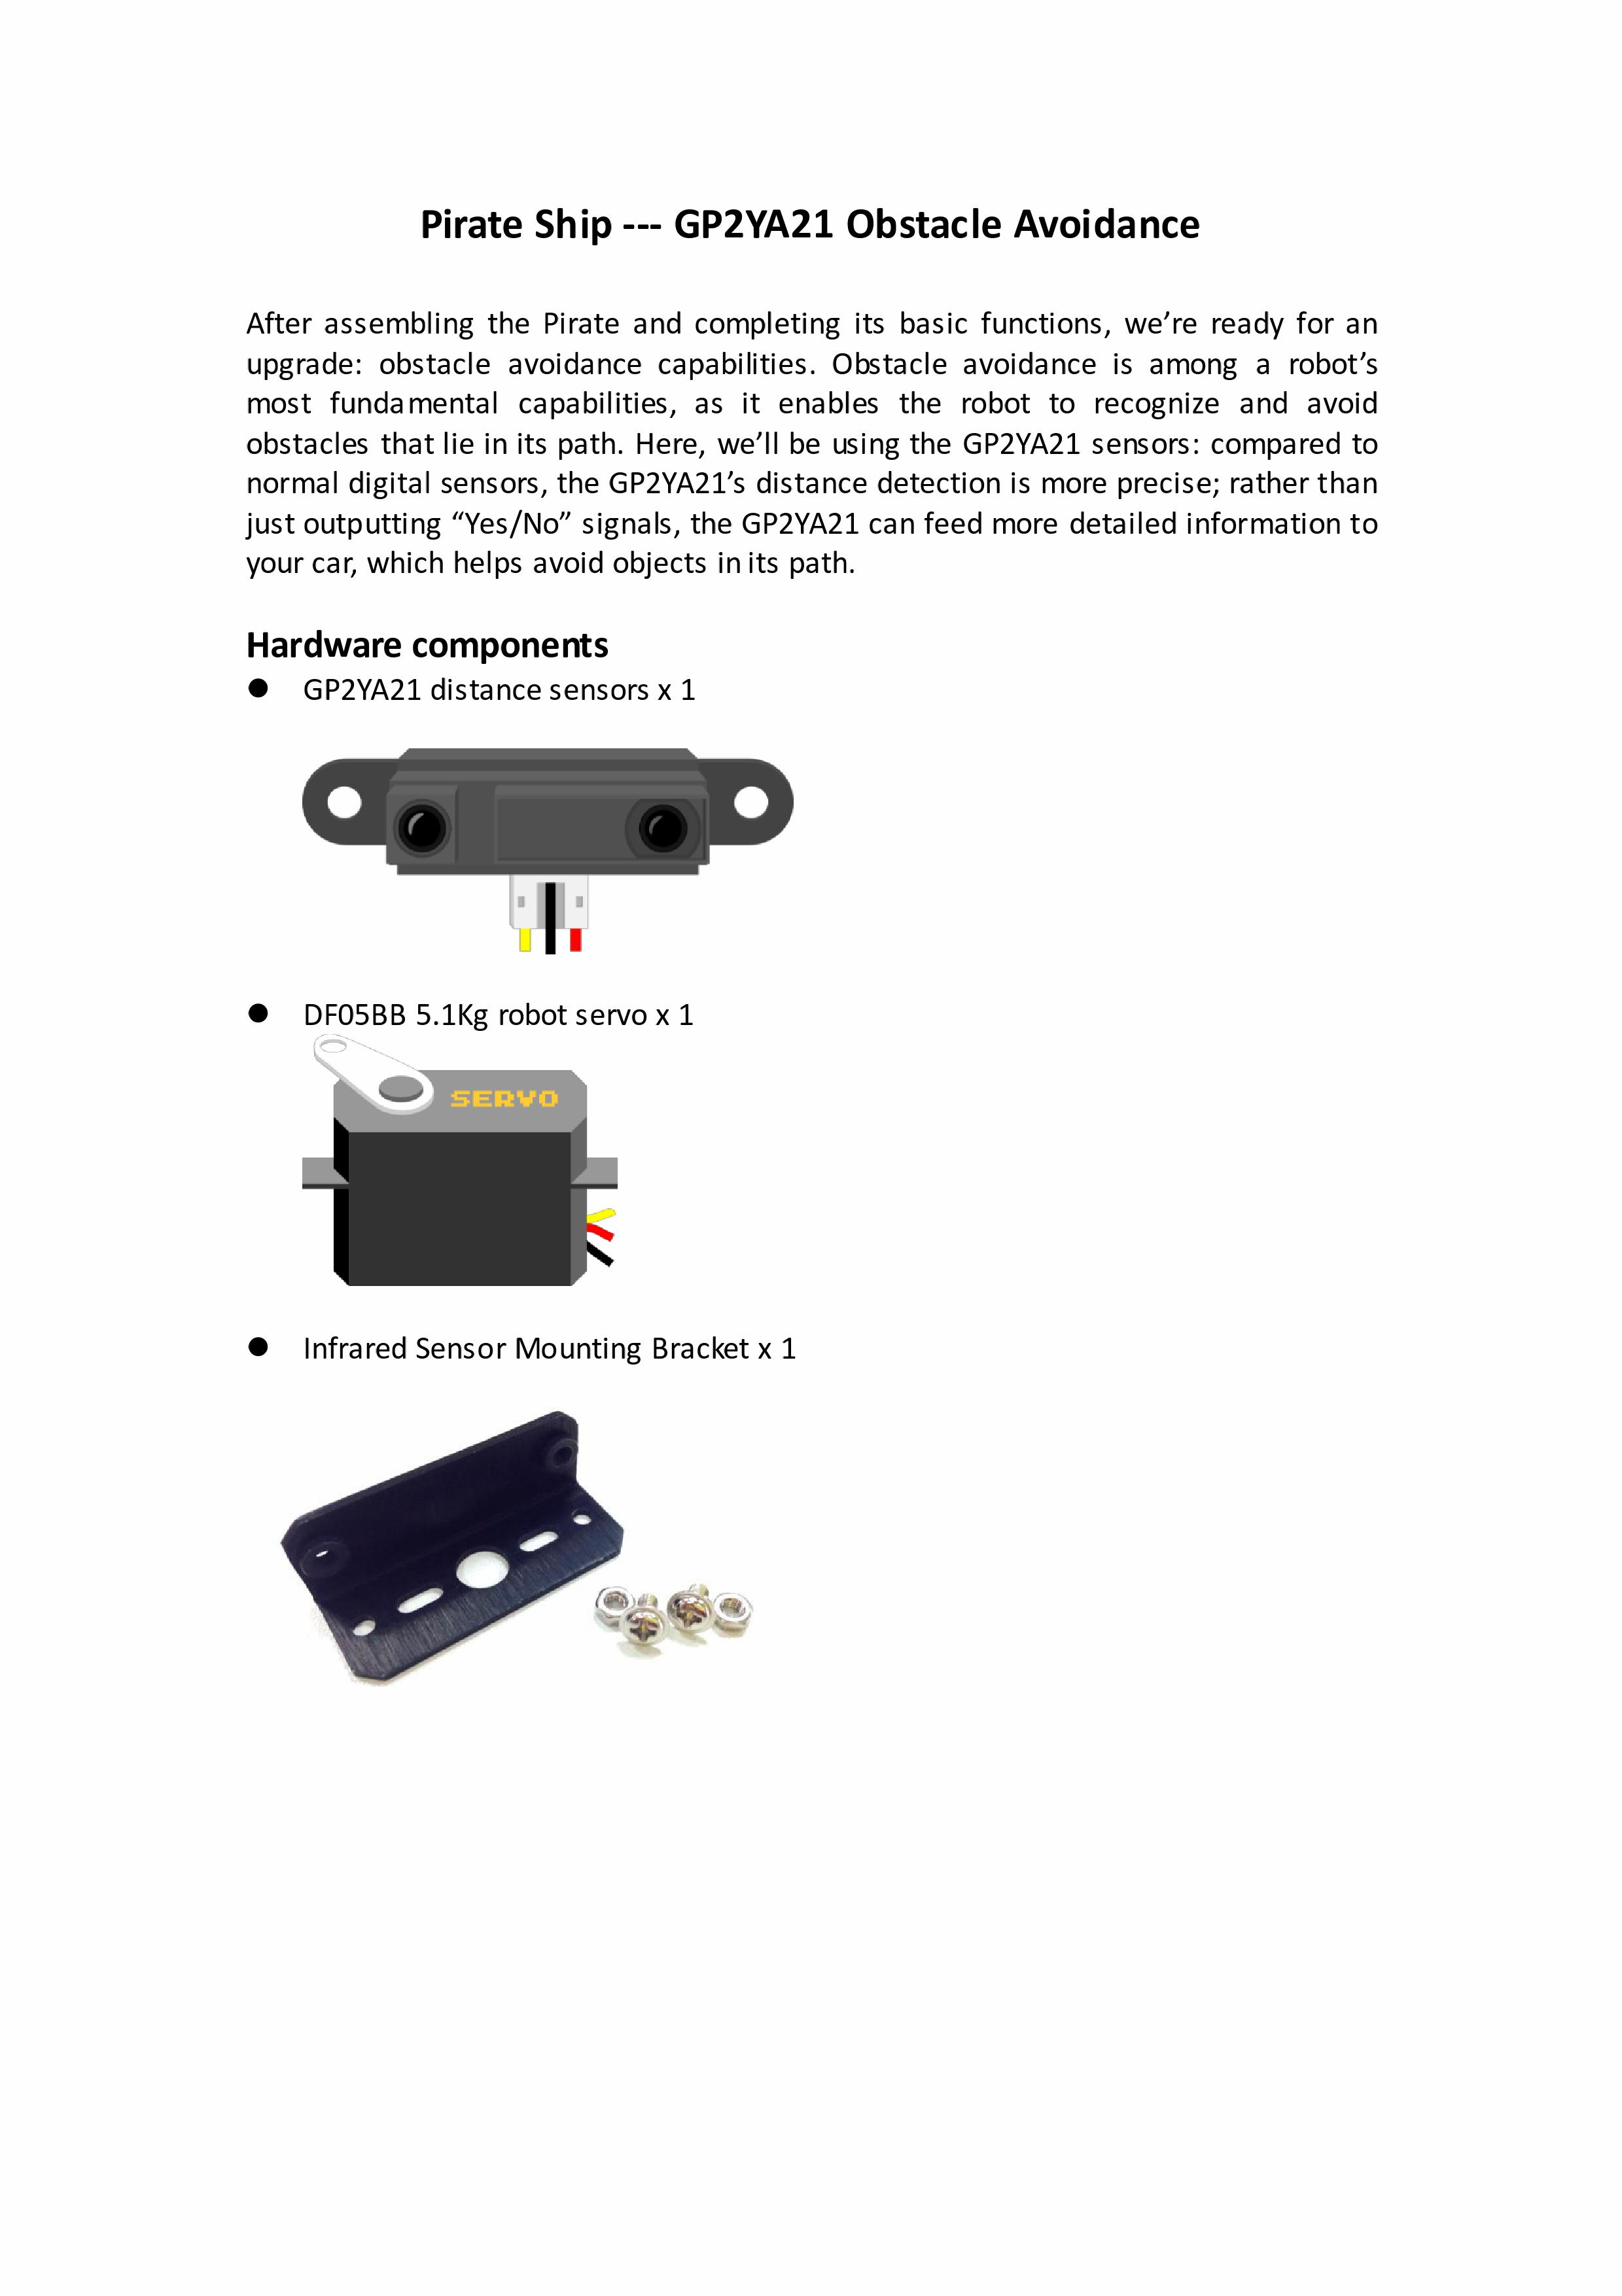 Pirate Ship --- GP2YA21 Obstacle Avoidance
After assembling the Pirate and completing its basic functions, we’re ready for an
upgrade: obstacle avoidance capabilities. Obstacle avoidance is among a robot’s
most fundamental capabilities, as it enables the robot to recognize and avoid
obstacles that lie in its path. Here, we’ll be using the GP2YA21 sensors: compared to
normal digital sensors, the GP2YA21’s distance detection is more precise; rather than
just outputting “Yes/No” signals, the GP2YA21 can feed more detailed information to
your car, which helps avoid objects in its path.
Hardware components
● GP2YA21 distance sensors x 1
● DF05BB 5.1Kg robot servo x 1
SERVO
● Infrared Sensor Mounting Bracket x 1